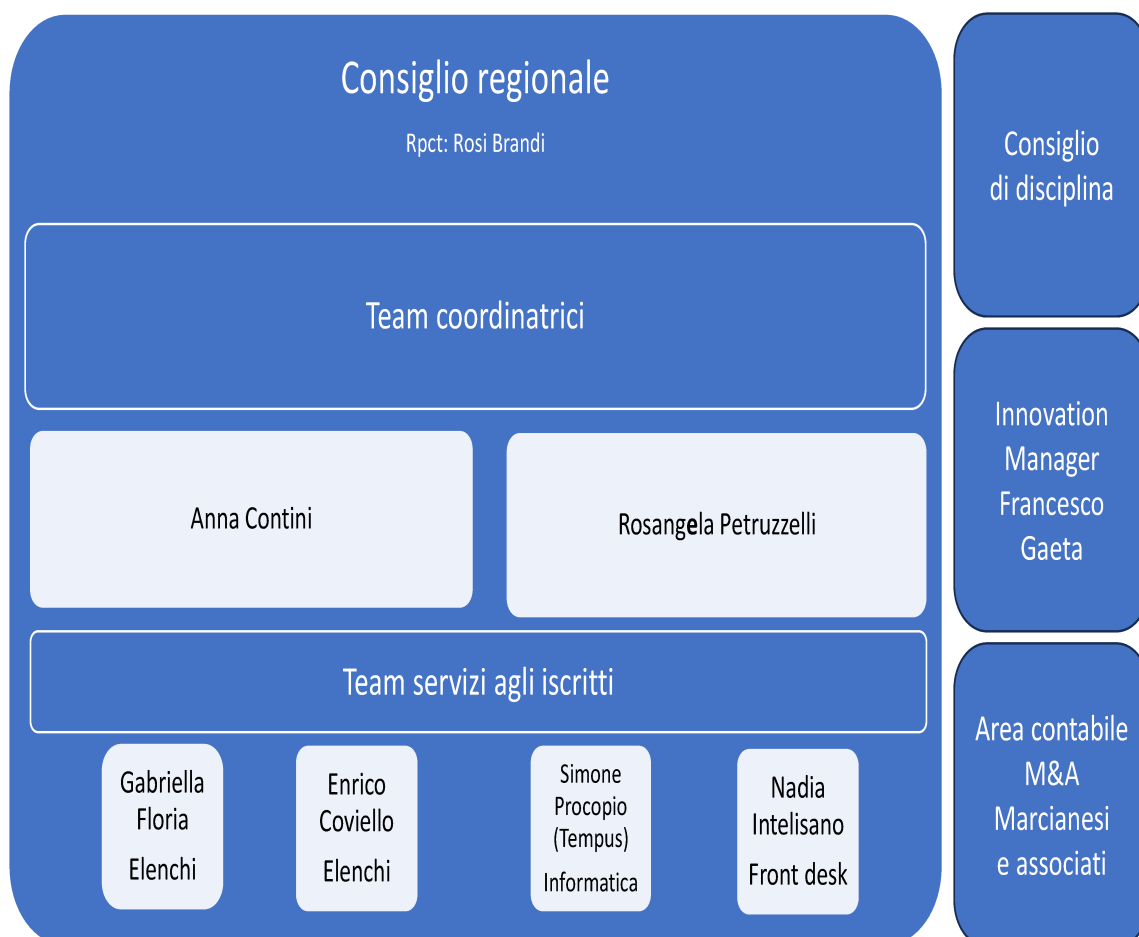 Consiglio regionale
Rpct: Rosi Brandi
Team coordinatrici
Anna Contini
Rosangela Petruzzelli
Team servizi agli iscritti
Gabriella
Floria
Elenchi
Enrico
Coviello
Elenchi
Simone
Procopio
(Tempus)
Informatica
Nadia
Intelisano
Front desk
Consiglio
di disciplina
Innovation
Manager
Francesco
Gaeta
Area contabile
M&A
Marcianesi
e associati